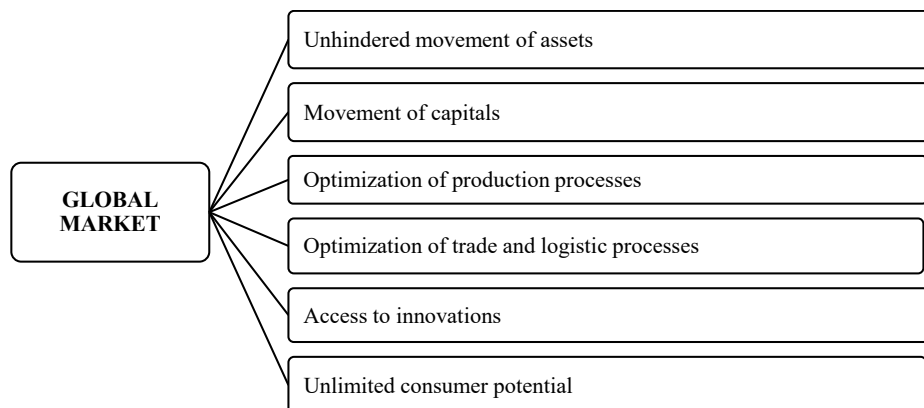 GLOBAL
MARKET
Unhindered movement of assets
Movement of capitals
Optimization of production processes
Optimization of trade and logistic processes
Access to innovations
Unlimited consumer potential